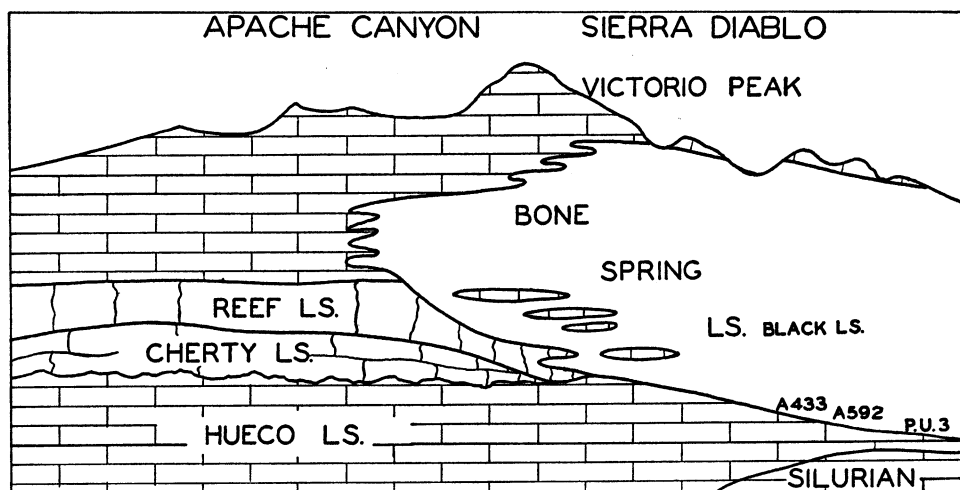 APACHE CANYON SIERRA DIABLO
VICTORIO PEAK
BONE
SPRING
REEF LS.
LS. BLACK LS.
CHERTY LS.
A433 A592 P.U.3
HUECO LS.
SILURIAN